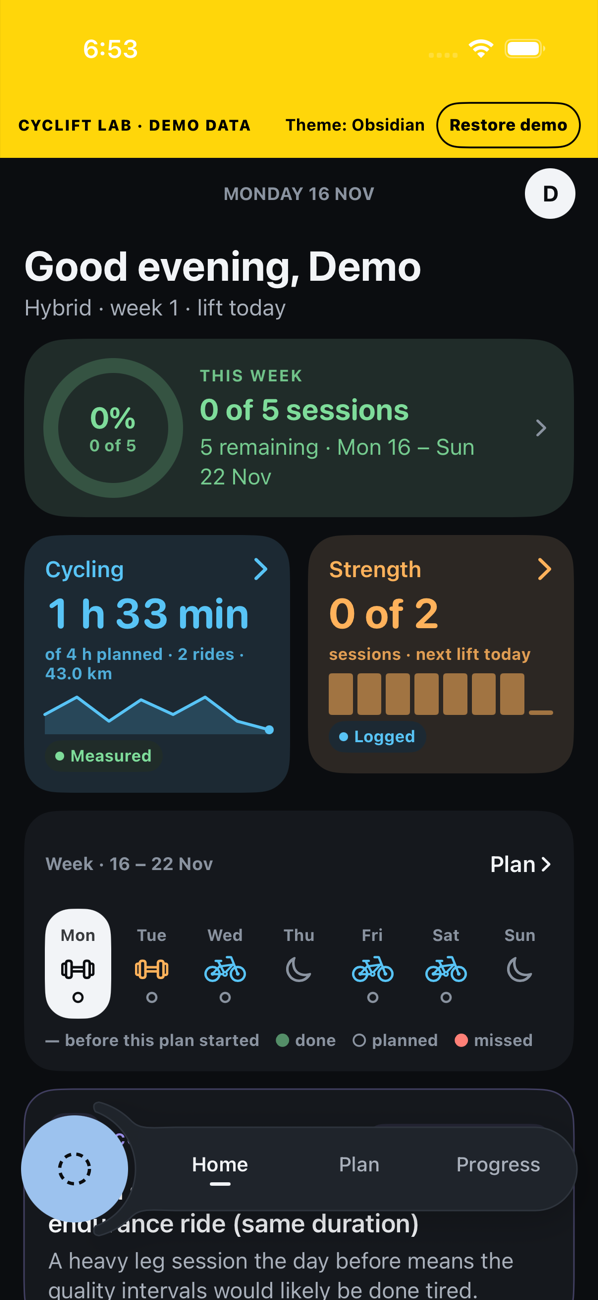 6:53
CYCLIFT LAB · DEMO DATA Theme: Obsidian Restore demo
MONDAY 16 NOV D
Good evening, Demo
Hybrid · week 1 · lift today
0%
0 of 5
THIS WEEK
0 of 5 sessions
5 remaining · Mon 16 – Sun
22 Nov
Cycling
1 h 33 min
of 4 h planned · 2 rides ·
43.0 km
Measured
Strength
0 of 2
sessions · next lift today
Logged
Week · 16 – 22 Nov Plan
Mon Tue Wed Thu Fri Sat Sun
— before this plan started done planned missed
Home Plan Progress
endurance ride (same duration)
A heavy leg session the day before means the
quality intervals would likely be done tired.